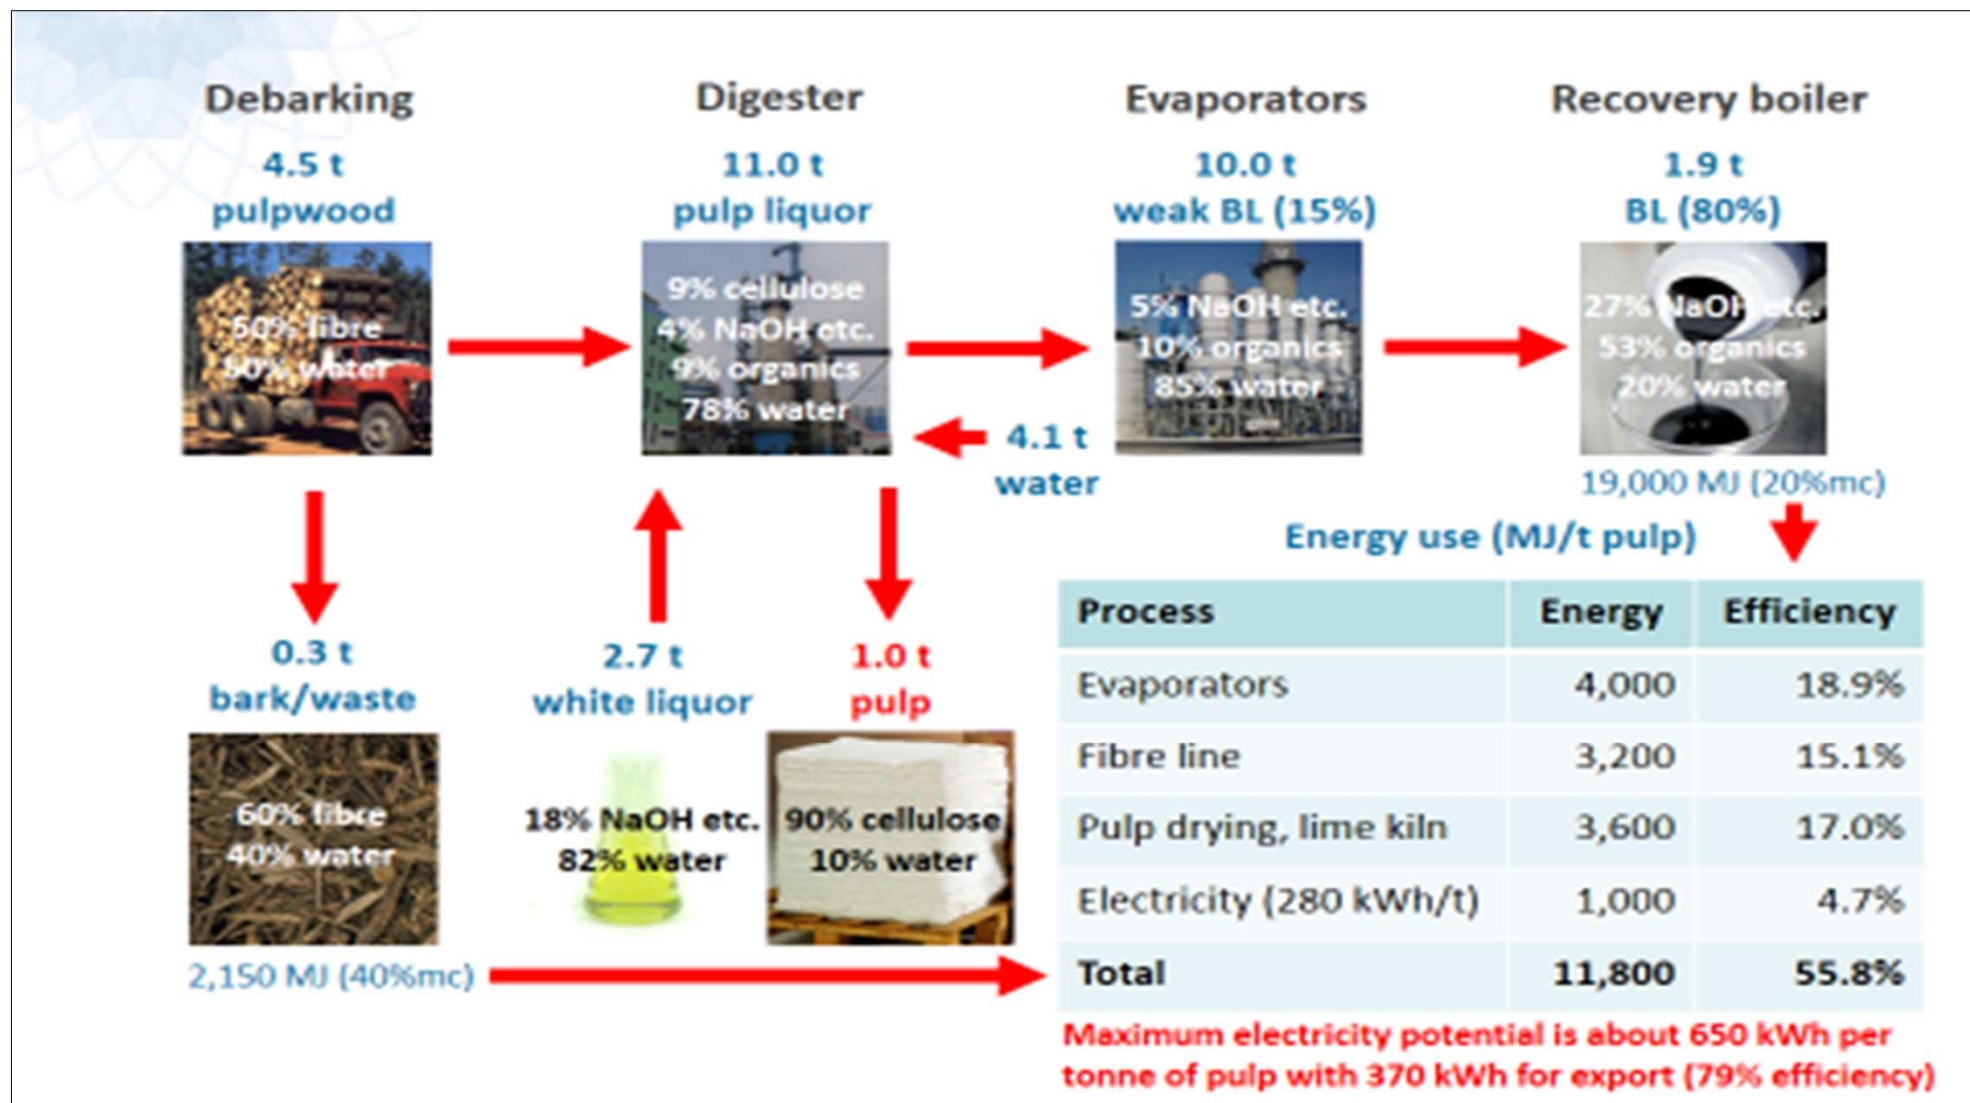 Debarking
4.5 t
pulpwood
50% fibre
50% water
Digester
11.0 t
pulp liquor
9% cellulose
4% NaOH etc.
9% organics
78% water
Evaporators
10.0 t
weak BL (15%)
5% NaOH etc.
10% organics
85% water
Recovery boiler
1.9 t
BL (80%)
27% NaOH etc.
53% organics
20% water
19,000 MJ (20%mc)
4.1 t
water
0.3 t
bark/waste
60% fibre
40% water
2,150 MJ (40%mc)
2.7 t
white liquor
18% NaOH etc.
82% water
1.0 t
pulp
90% cellulose
10% water
Energy use (MJ/t pulp)
Process Energy Efficiency
Evaporators 4,000 18.9%
Fibre line 3,200 15.1%
Pulp drying, lime kiln 3,600 17.0%
Electricity (280 kWh/t) 1,000 4.7%
Total 11,800 55.8%
Maximum electricity potential is about 650 kWh per
tonne of pulp with 370 kWh for export (79% efficiency)